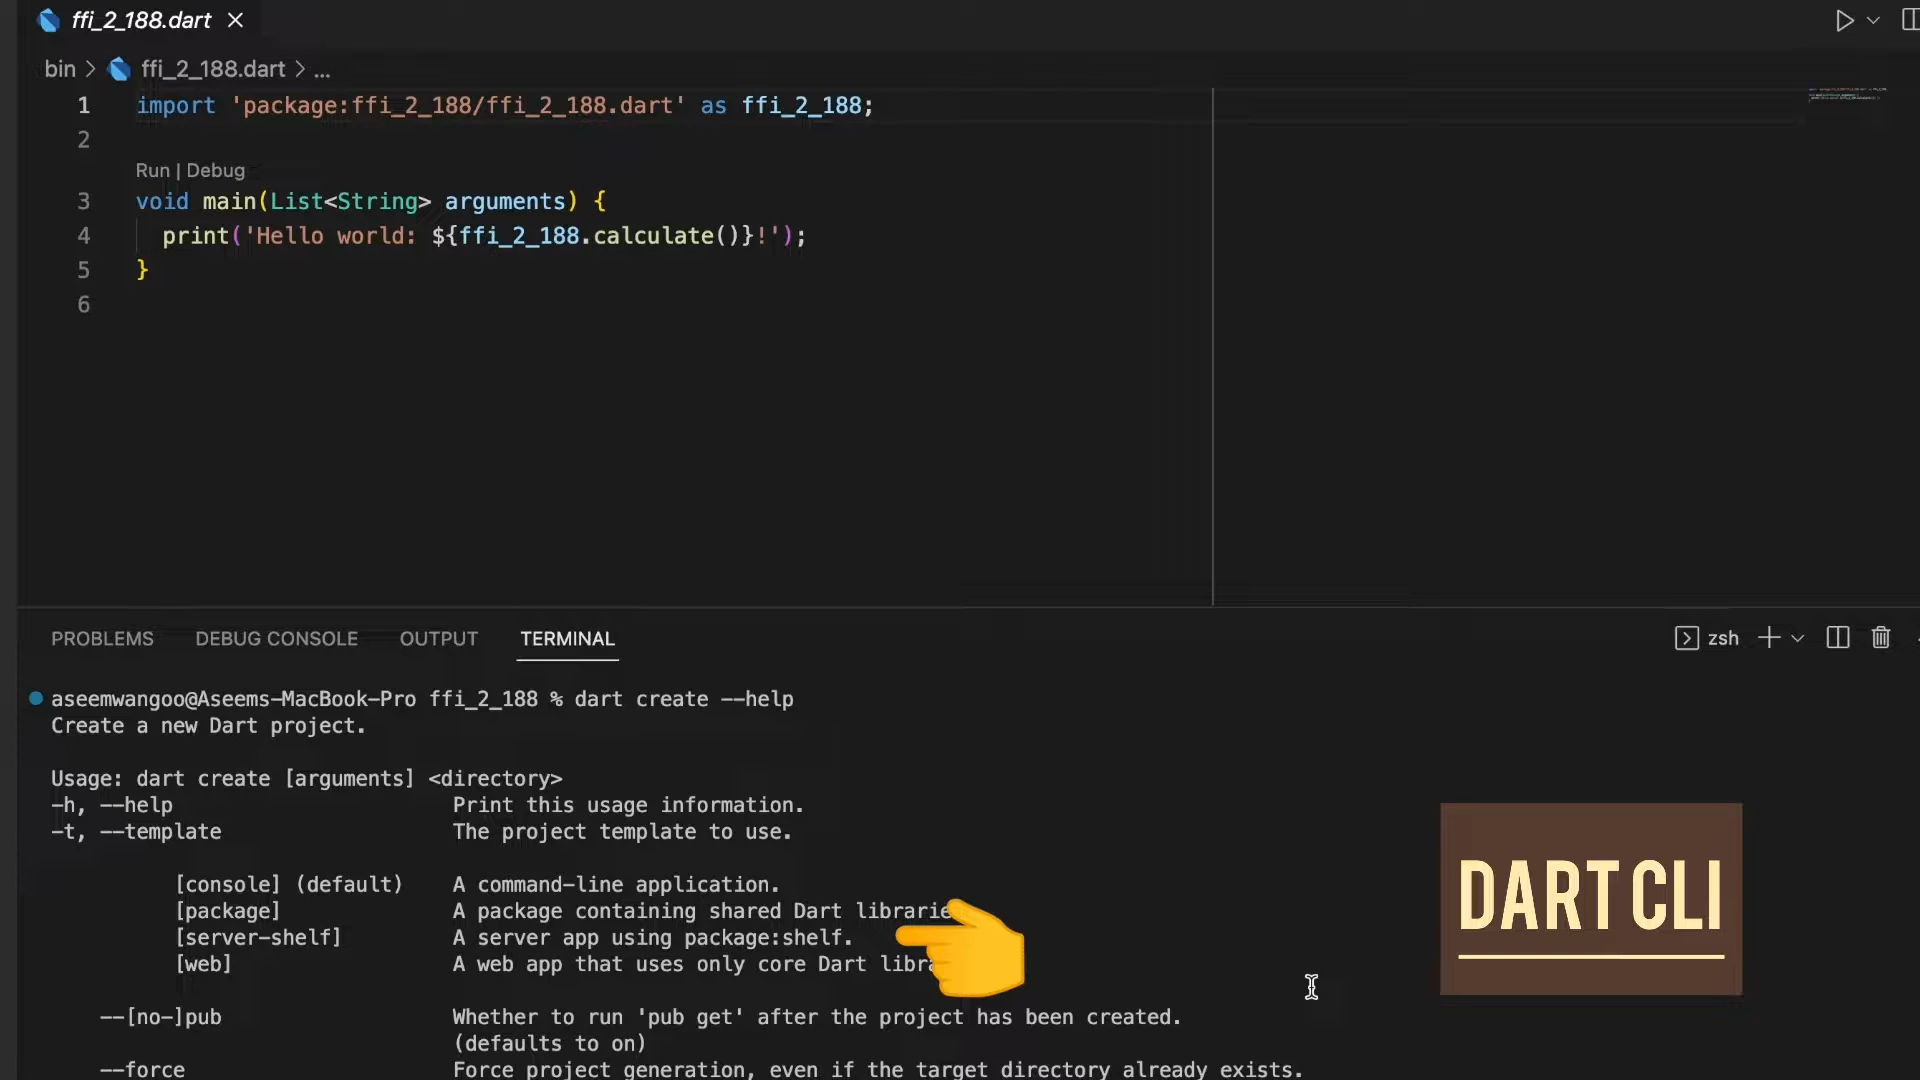 ffi_2_188.dart
bin > ffi_2_188.dart > ...
1 import 'package:ffi_2_188/ffi_2_188.dart' as ffi_2_188;
2
Run | Debug
3 void main(List<String> arguments) {
4 print('Hello world: ${ffi_2_188.calculate()}!');
5 }
6
PROBLEMS DEBUG CONSOLE OUTPUT TERMINAL zsh
aseemwangoo@Aseems-MacBook-Pro ffi_2_188 % dart create --help
Create a new Dart project.
Usage: dart create [arguments] <directory>
-h, --help Print this usage information.
-t, --template The project template to use.
[console] (default) A command-line application.
[package] A package containing shared Dart
[server-shelf] A server app using package:shelf.
[web] A web app that uses only core Dart
--[no-]pub Whether to run 'pub get' after the project has been created.
(defaults to on)
--force Force project generation, even if the target directory already exists.
DART CLI